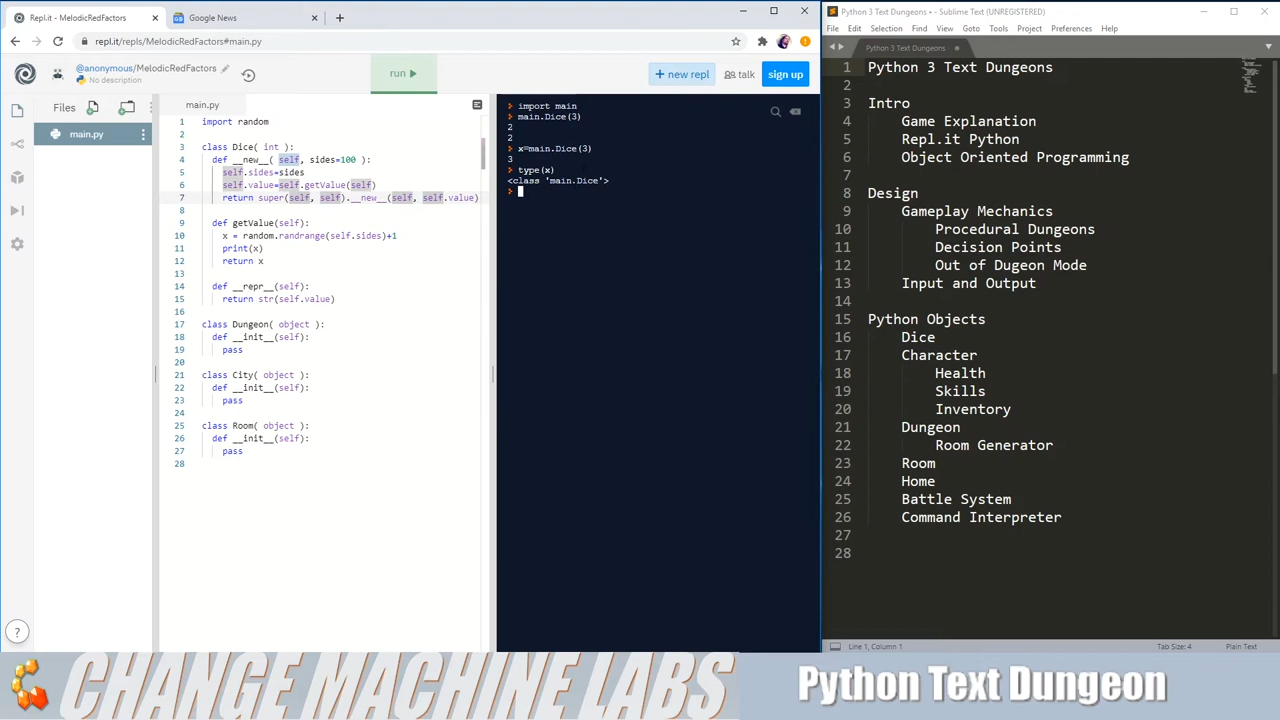 Repl.it - MelodicRedFactors
Google News
repl.it/repls/MelodicRedFactors#main.py
@anonymous/MelodicRedFactors
No description
run
+ new repl
talk
sign up
Files
main.py
main.py
1 import random
2
3 class Dice( int ):
4 def __new__( self, sides=100 ):
5 self.sides=sides
6 self.value=self.getValue(self)
7 return super(self, self).__new__(self, self.value)
8
9 def getValue(self):
10 x = random.randrange(self.sides)+1
11 print(x)
12 return x
13
14 def __repr__(self):
15 return str(self.value)
16
17 class Dungeon( object ):
18 def __init__(self):
19 pass
20
21 class City( object ):
22 def __init__(self):
23 pass
24
25 class Room( object ):
26 def __init__(self):
27 pass
28
> import main
> main.Dice(3)
2
2
> x=main.Dice(3)
3
> type(x)
<class 'main.Dice'>
>
?
Python 3 Text Dungeons • - Sublime Text (UNREGISTERED)
File Edit Selection Find View Goto Tools Project Preferences Help
Python 3 Text Dungeons
1 Python 3 Text Dungeons
2
3 Intro
4 Game Explanation
5 Repl.it Python
6 Object Oriented Programming
7
8 Design
9 Gameplay Mechanics
10 Procedural Dungeons
11 Decision Points
12 Out of Dugeon Mode
13 Input and Output
14
15 Python Objects
16 Dice
17 Character
18 Health
19 Skills
20 Inventory
21 Dungeon
22 Room Generator
23 Room
24 Home
25 Battle System
26 Command Interpreter
27
28
Line 1, Column 1
Tab Size: 4
Plain Text
CHANGE MACHINE LABS
Python Text Dungeon